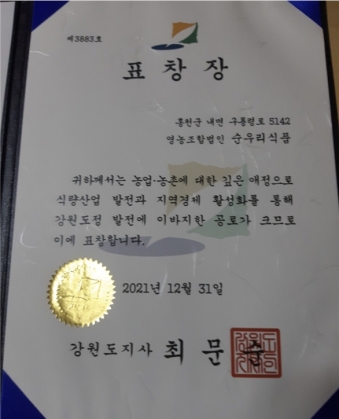 제3883호
표창장
홍천군 내면 구룡령로 5142
영농조합법인 순우리식품
귀하께서는 농업·농촌에 대한 깊은 애정으로
식량산업 발전과 지역경제 활성화를 통해
강원도정 발전에 이바지한 공로가 크므로
이에 표창합니다.
2021년 12월 31일
강원도지사 최문순